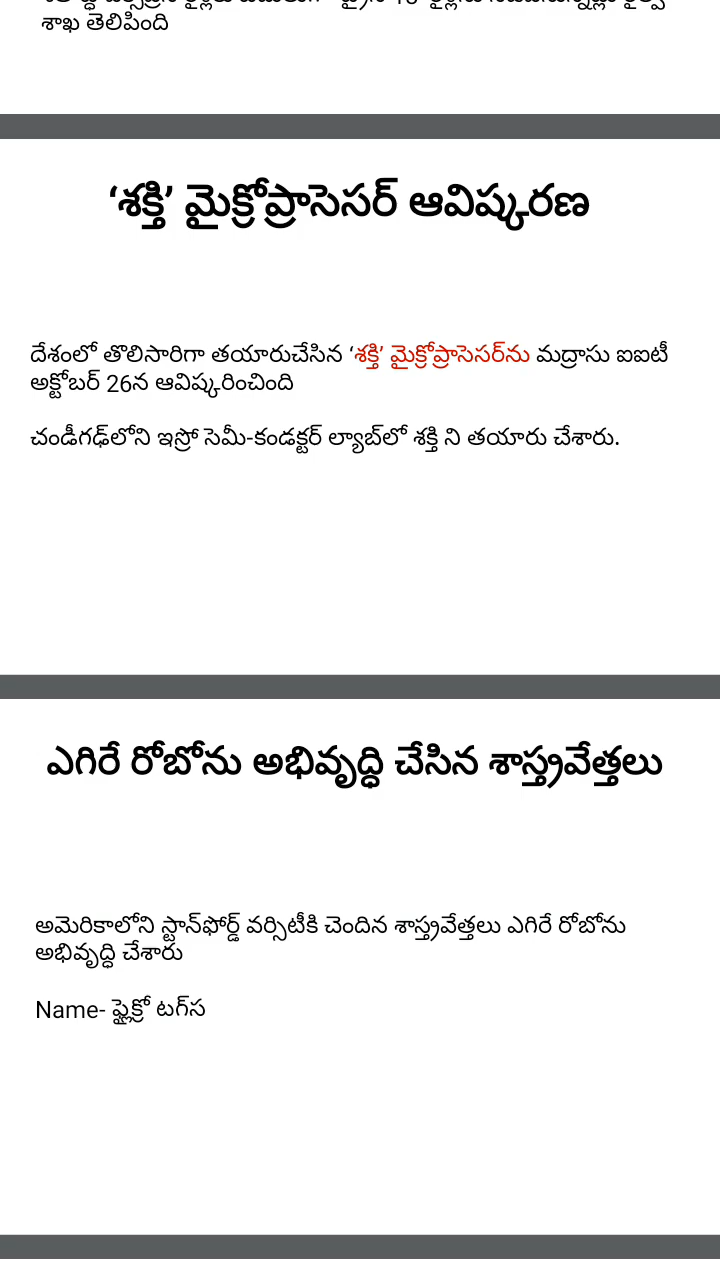 శాఖ తెలిపింది
‘శక్తి’ మైక్రోప్రాసెసర్ ఆవిష్కరణ
దేశంలో తొలిసారిగా తయారుచేసిన ‘శక్తి’ మైక్రోప్రాసెసర్‌ను మద్రాసు ఐఐటీ
అక్టోబర్ 26న ఆవిష్కరించింది
చండీగఢ్‌లోని ఇస్రో సెమీ-కండక్టర్ ల్యాబ్‌లో శక్తి ని తయారు చేశారు.
ఎగిరే రోబోను అభివృద్ధి చేసిన శాస్త్రవేత్తలు
అమెరికాలోని స్టాన్‌ఫోర్డ్ వర్సిటీకి చెందిన శాస్త్రవేత్తలు ఎగిరే రోబోను
అభివృద్ధి చేశారు
Name- ఫ్లైక్రో టగ్‌స